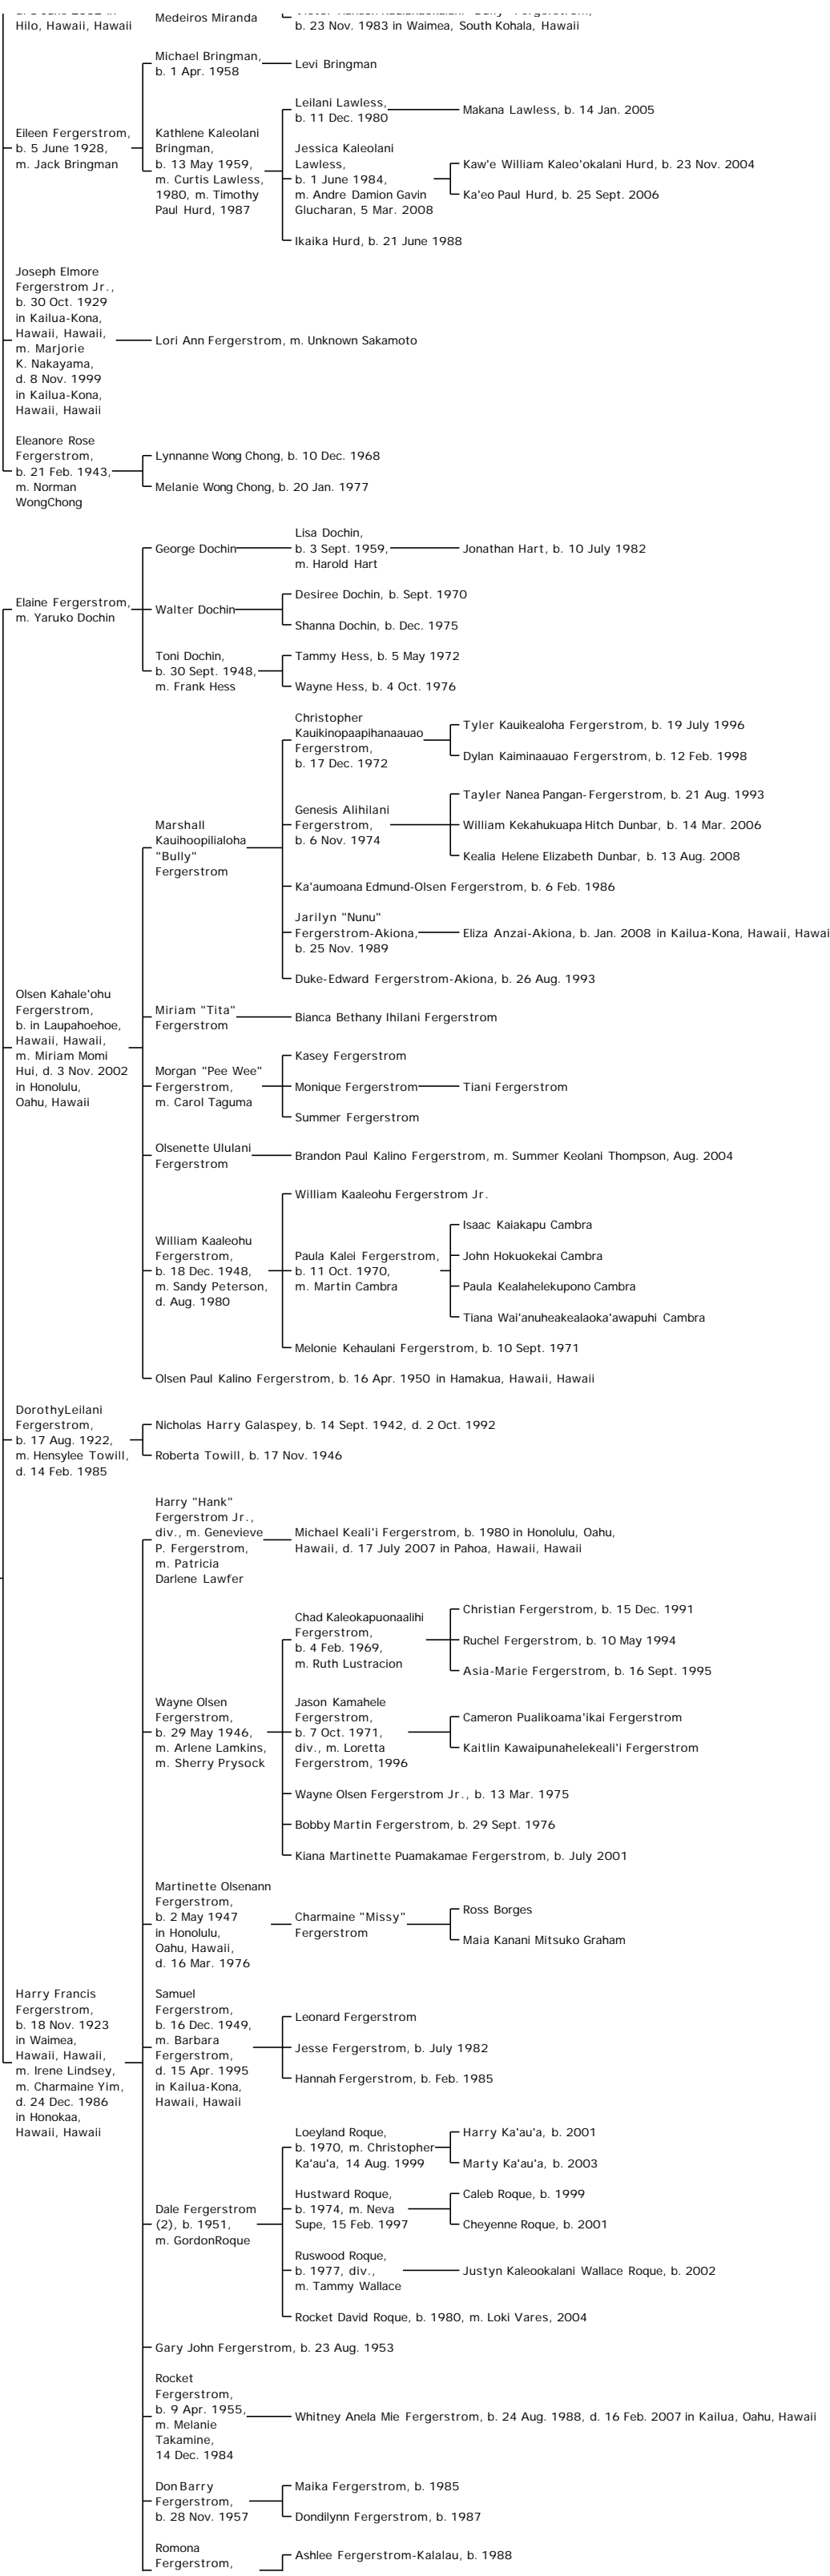 Hilo, Hawaii, Hawaii
Medeiros Miranda
b. 23 Nov. 1983 in Waimea, South Kohala, Hawaii
Michael Bringman,
b. 1 Apr. 1958
Levi Bringman
Eileen Fergerstrom,
b. 5 June 1928,
m. Jack Bringman
Kathlene Kaleolani
Bringman,
b. 13 May 1959,
m. Curtis Lawless,
1980, m. Timothy
Paul Hurd, 1987
Leilani Lawless,
b. 11 Dec. 1980
Makana Lawless, b. 14 Jan. 2005
Jessica Kaleolani
Lawless,
b. 1 June 1984,
m. Andre Damion Gavin
Glucharan, 5 Mar. 2008
Kaw'e William Kaleo'okalani Hurd, b. 23 Nov. 2004
Ka'eo Paul Hurd, b. 25 Sept. 2006
Ikaika Hurd, b. 21 June 1988
Joseph Elmore
Fergerstrom Jr.,
b. 30 Oct. 1929
in Kailua-Kona,
Hawaii, Hawaii,
m. Marjorie
K. Nakayama,
d. 8 Nov. 1999
in Kailua-Kona,
Hawaii, Hawaii
Lori Ann Fergerstrom, m. Unknown Sakamoto
Eleanore Rose
Fergerstrom,
b. 21 Feb. 1943,
m. Norman
WongChong
Lynnanne Wong Chong, b. 10 Dec. 1968
Melanie Wong Chong, b. 20 Jan. 1977
Elaine Fergerstrom,
m. Yaruko Dochin
George Dochin
Lisa Dochin,
b. 3 Sept. 1959,
m. Harold Hart
Jonathan Hart, b. 10 July 1982
Walter Dochin
Desiree Dochin, b. Sept. 1970
Shanna Dochin, b. Dec. 1975
Toni Dochin,
b. 30 Sept. 1948,
m. Frank Hess
Tammy Hess, b. 5 May 1972
Wayne Hess, b. 4 Oct. 1976
Olsen Kahale'ohu
Fergerstrom,
b. in Laupahoehoe,
Hawaii, Hawaii,
m. Miriam Momi
Hui, d. 3 Nov. 2002
in Honolulu,
Oahu, Hawaii
Marshall
Kauihoopilialoha
"Bully"
Fergerstrom
Christopher
Kauikinopaapihanaauao
Fergerstrom,
b. 17 Dec. 1972
Tyler Kauikealoha Fergerstrom, b. 19 July 1996
Dylan Kaiminaauao Fergerstrom, b. 12 Feb. 1998
Genesis Alihilani
Fergerstrom,
b. 6 Nov. 1974
Tayler Nanea Pangan-Fergerstrom, b. 21 Aug. 1993
William Kekahukuapa Hitch Dunbar, b. 14 Mar. 2006
Kealia Helene Elizabeth Dunbar, b. 13 Aug. 2008
Ka'aumoana Edmund-Olsen Fergerstrom, b. 6 Feb. 1986
Jarilyn "Nunu"
Fergerstrom-Akiona,
b. 25 Nov. 1989
Eliza Anzai-Akiona, b. Jan. 2008 in Kailua-Kona, Hawaii, Hawai
Duke-Edward Fergerstrom-Akiona, b. 26 Aug. 1993
Miriam "Tita"
Fergerstrom
Bianca Bethany Ihilani Fergerstrom
Morgan "Pee Wee"
Fergerstrom,
m. Carol Taguma
Kasey Fergerstrom
Monique Fergerstrom
Tiani Fergerstrom
Summer Fergerstrom
Olsenette Ululani
Fergerstrom
Brandon Paul Kalino Fergerstrom, m. Summer Keolani Thompson, Aug. 2004
William Kaaleohu
Fergerstrom,
b. 18 Dec. 1948,
m. Sandy Peterson,
d. Aug. 1980
William Kaaleohu Fergerstrom Jr.
Paula Kalei Fergerstrom,
b. 11 Oct. 1970,
m. Martin Cambra
Isaac Kaiakapu Cambra
John Hokuokekai Cambra
Paula Kealahelekupono Cambra
Tiana Wai'anuheakealaoka'awapuhi Cambra
Melonie Kehaulani Fergerstrom, b. 10 Sept. 1971
Olsen Paul Kalino Fergerstrom, b. 16 Apr. 1950 in Hamakua, Hawaii, Hawaii
DorothyLeilani
Fergerstrom,
b. 17 Aug. 1922,
m. Hensylee Towill,
d. 14 Feb. 1985
Nicholas Harry Galaspey, b. 14 Sept. 1942, d. 2 Oct. 1992
Roberta Towill, b. 17 Nov. 1946
Harry Francis
Fergerstrom,
b. 18 Nov. 1923
in Waimea,
Hawaii, Hawaii,
m. Irene Lindsey,
m. Charmaine Yim,
d. 24 Dec. 1986
in Honokaa,
Hawaii, Hawaii
Harry "Hank"
Fergerstrom Jr.,
div., m. Genevieve
P. Fergerstrom,
m. Patricia
Darlene Lawfer
Michael Keali'i Fergerstrom, b. 1980 in Honolulu, Oahu,
Hawaii, d. 17 July 2007 in Pahoa, Hawaii, Hawaii
Wayne Olsen
Fergerstrom,
b. 29 May 1946,
m. Arlene Lamkins,
m. Sherry Prysock
Chad Kaleokapuonaalihi
Fergerstrom,
b. 4 Feb. 1969,
m. Ruth Lustracion
Christian Fergerstrom, b. 15 Dec. 1991
Ruchel Fergerstrom, b. 10 May 1994
Asia-Marie Fergerstrom, b. 16 Sept. 1995
Jason Kamahele
Fergerstrom,
b. 7 Oct. 1971,
div., m. Loretta
Fergerstrom, 1996
Cameron Pualikoama'ikai Fergerstrom
Kaitlin Kawaipunahelekeali'i Fergerstrom
Wayne Olsen Fergerstrom Jr., b. 13 Mar. 1975
Bobby Martin Fergerstrom, b. 29 Sept. 1976
Kiana Martinette Puamakamae Fergerstrom, b. July 2001
Martinette Olsenann
Fergerstrom,
b. 2 May 1947
in Honolulu,
Oahu, Hawaii,
d. 16 Mar. 1976
Charmaine "Missy"
Fergerstrom
Ross Borges
Maia Kanani Mitsuko Graham
Samuel
Fergerstrom,
b. 16 Dec. 1949,
m. Barbara
Fergerstrom,
d. 15 Apr. 1995
in Kailua-Kona,
Hawaii, Hawaii
Leonard Fergerstrom
Jesse Fergerstrom, b. July 1982
Hannah Fergerstrom, b. Feb. 1985
Dale Fergerstrom
(2), b. 1951,
m. GordonRoque
Loeyland Roque,
b. 1970, m. Christopher
Ka'au'a, 14 Aug. 1999
Harry Ka'au'a, b. 2001
Marty Ka'au'a, b. 2003
Hustward Roque,
b. 1974, m. Neva
Supe, 15 Feb. 1997
Caleb Roque, b. 1999
Cheyenne Roque, b. 2001
Ruswood Roque,
b. 1977, div.,
m. Tammy Wallace
Justyn Kaleookalani Wallace Roque, b. 2002
Rocket David Roque, b. 1980, m. Loki Vares, 2004
Gary John Fergerstrom, b. 23 Aug. 1953
Rocket
Fergerstrom,
b. 9 Apr. 1955,
m. Melanie
Takamine,
14 Dec. 1984
Whitney Anela Mie Fergerstrom, b. 24 Aug. 1988, d. 16 Feb. 2007 in Kailua, Oahu, Hawaii
Don Barry
Fergerstrom,
b. 28 Nov. 1957
Maika Fergerstrom, b. 1985
Dondilynn Fergerstrom, b. 1987
Romona
Fergerstrom,
Ashlee Fergerstrom-Kalalau, b. 1988